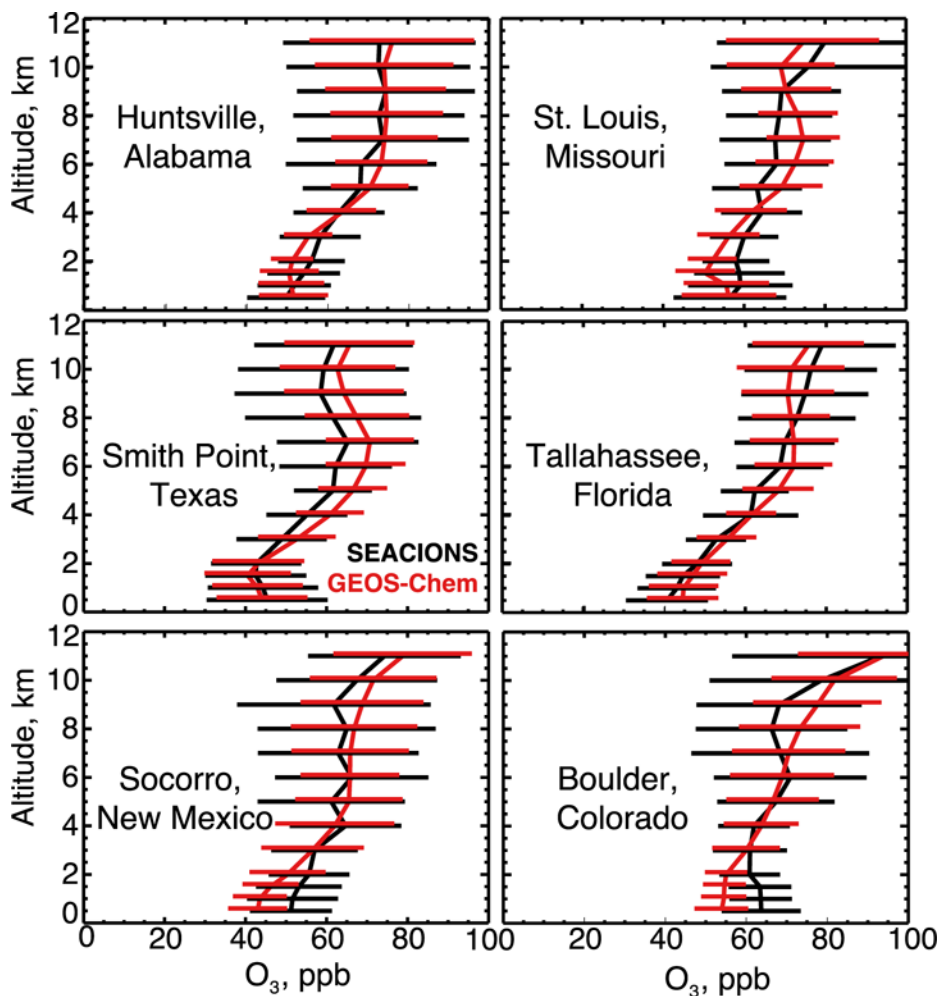 12
10
8
6
4
2
Altitude, km
Huntsville,
Alabama
St. Louis,
Missouri
12
10
8
6
4
2
0
Altitude, km
Smith Point,
Texas
SEACIONS
GEOS-Chem
Tallahassee,
Florida
12
10
8
6
4
2
0
Altitude, km
Socorro,
New Mexico
Boulder,
Colorado
0 20 40 60 80 100 20 40 60 80 100
O₃, ppb O₃, ppb